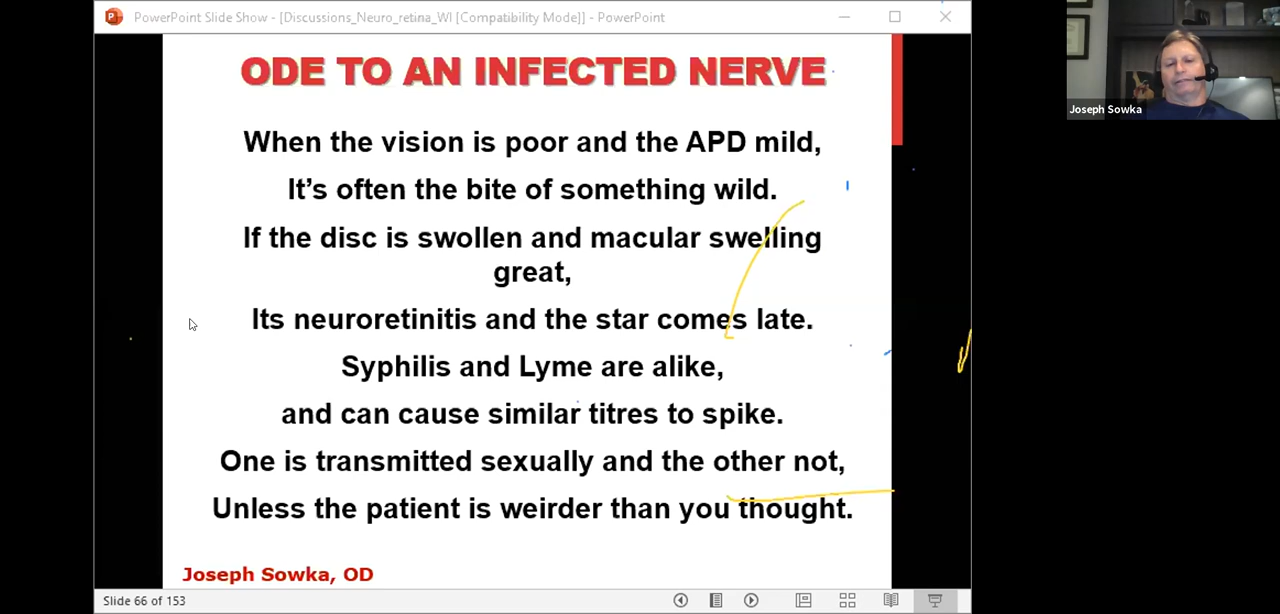 PowerPoint Slide Show - [Discussions_Neuro_retina_WI [Compatibility Mode]] - PowerPoint
ODE TO AN INFECTED NERVE
When the vision is poor and the APD mild,
It’s often the bite of something wild.
If the disc is swollen and macular swelling
great,
Its neuroretinitis and the star comes late.
Syphilis and Lyme are alike,
and can cause similar titres to spike.
One is transmitted sexually and the other not,
Unless the patient is weirder than you thought.
Joseph Sowka, OD
Slide 66 of 153
Joseph Sowka